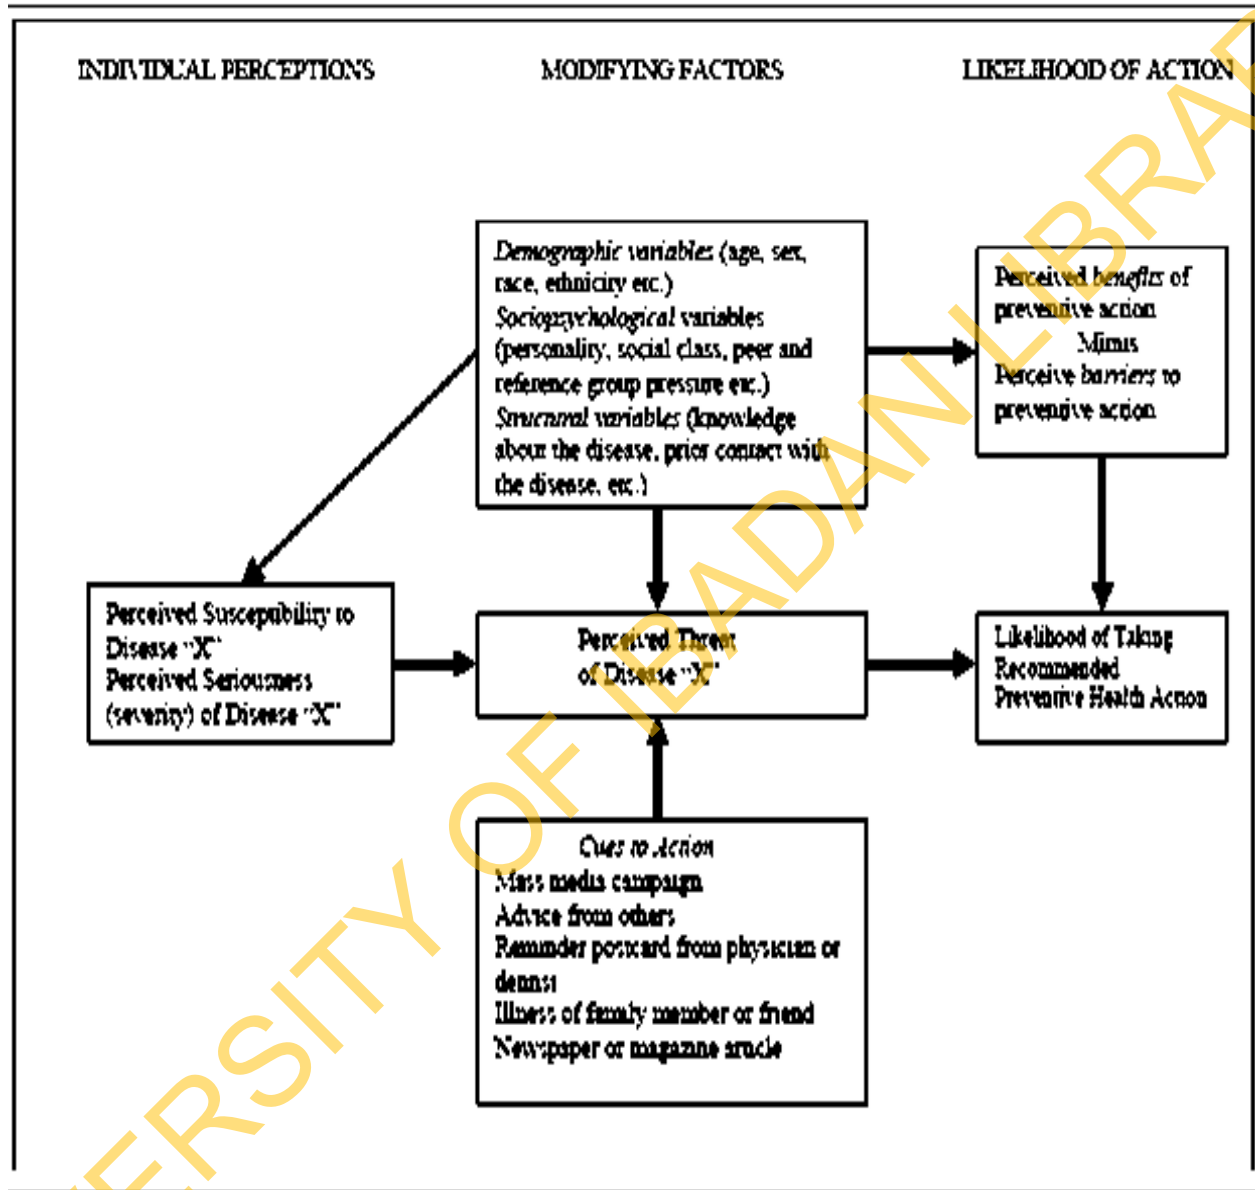 INDIVIDUAL PERCEPTIONS
MODIFYING FACTORS
LIKELIHOOD OF ACTION
Demographic variables (age, sex,
race, ethnicity etc.)
Sociopsychological variables
(personality, social class, peer and
reference group pressure etc.)
Structural variables (knowledge
about the disease, prior contact with
the disease, etc.)
Perceived benefits of
preventive action
Minus
Perceive barriers to
preventive action
Perceived Susceptibility to
Disease "X"
Perceived Seriousness
(severity) of Disease "X"
Perceived Threat
of Disease "X"
Likelihood of Taking
Recommended
Preventive Health Action
Cues to Action
Mass media campaign
Advice from others
Reminder postcard from physician or
dentist
Illness of family member or friend
Newspaper or magazine article
ERSITY OF IBADAN LIBRA